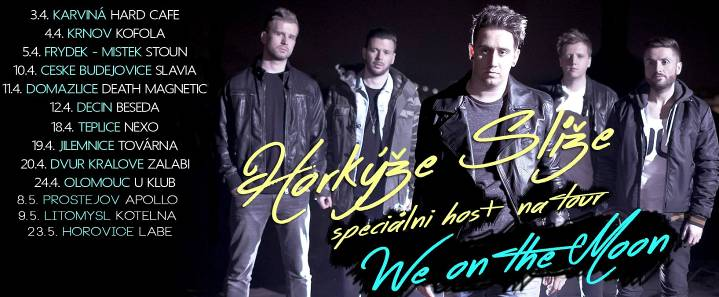 3.4. KARVINÁ HARD CAFE
4.4. KRNOV KOFOLA
5.4. FRYDEK - MISTEK STOUN
10.4. CESKE BUDEJOVICE SLAVIA
11.4. DOMAZLICE DEATH MAGNETIC
12.4. DECIN BESEDA
18.4. TEPLICE NEXO
19.4. JILEMNICE TOVÁRNA
20.4. DVUR KRALOVE ZALABI
24.4. OLOMOUC U KLUB
8.5. PROSTEJOV APOLLO
9.5. LITOMYSL KOTELNA
23.5. HOROVICE LABE
Horkýže Slíže
speciálni host na tour
We on the Moon